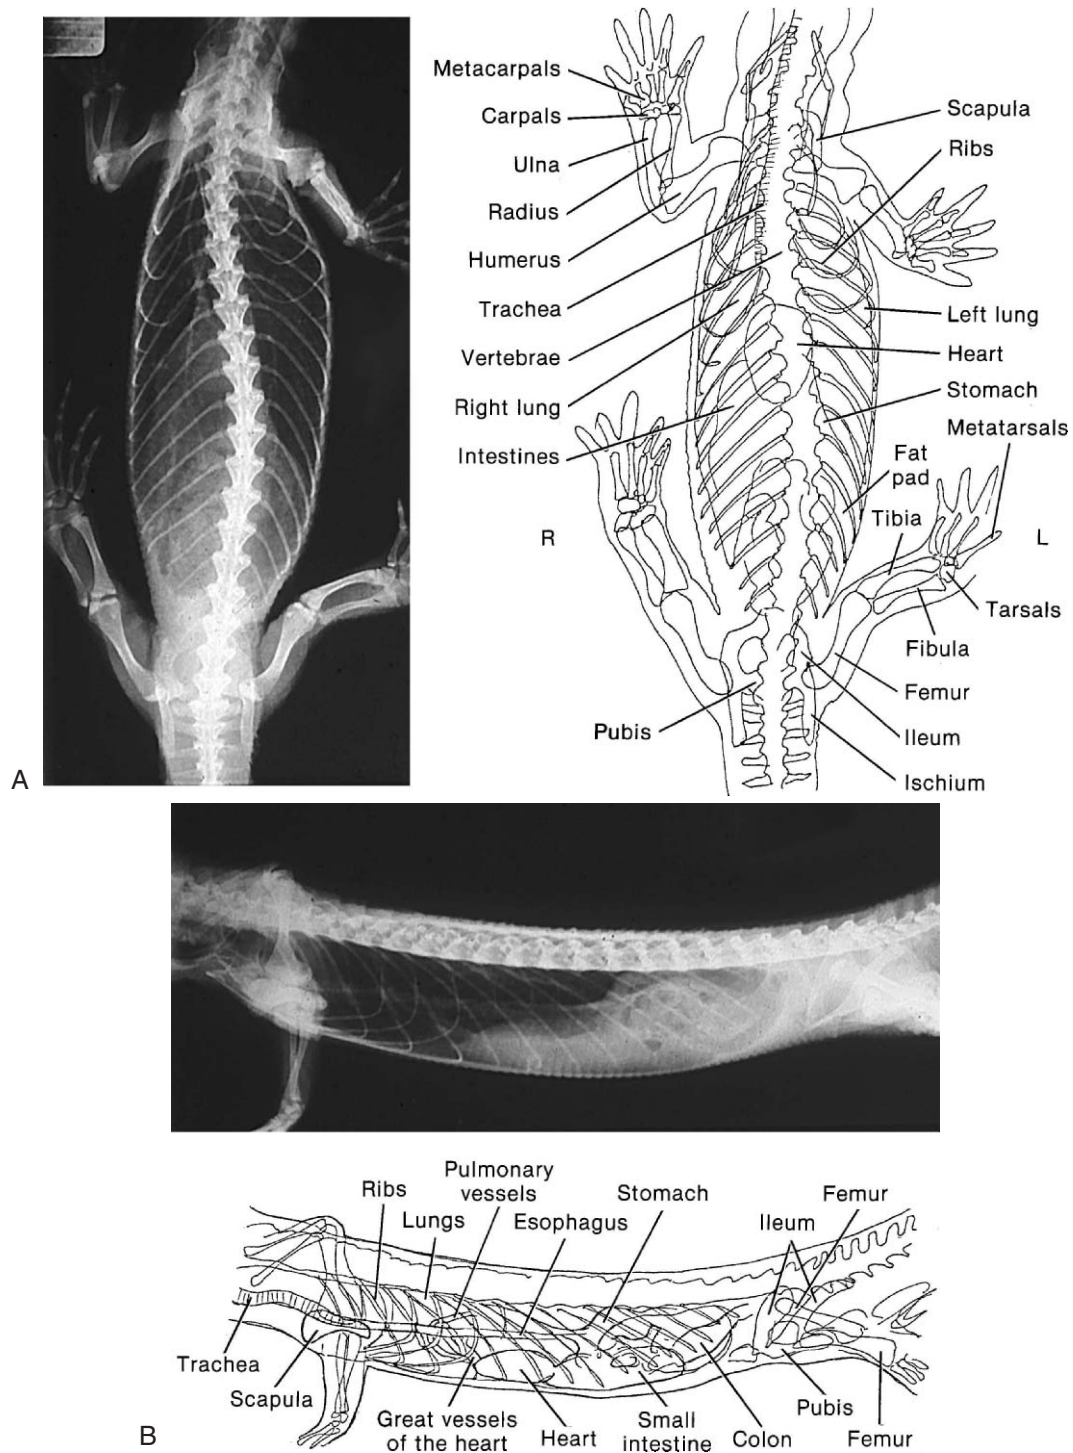 Metacarpals
Carpals
Ulna
Radius
Humerus
Trachea
Vertebrae
Right lung
Intestines
Scapula
Ribs
Left lung
Heart
Stomach
Metatarsals
Fat
pad
Tibia
R
L
Tarsals
Fibula
Femur
Pubis
Ileum
Ischium
A
Pulmonary
vessels
Ribs
Lungs
Esophagus
Stomach
Ileum
Femur
Trachea
Scapula
Great vessels
of the heart
Heart
Small
intestine
Colon
Pubis
Femur
B